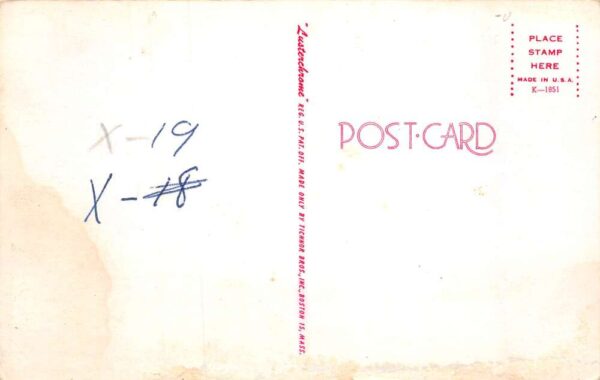 X-19
X-18
"Lusterchrome" REG. U.S. PAT. OFF. MADE ONLY BY TICHNOR BROS., INC., BOSTON 15, MASS.
PLACE
STAMP
HERE
MADE IN U.S.A.
K—1851
POST·CARD